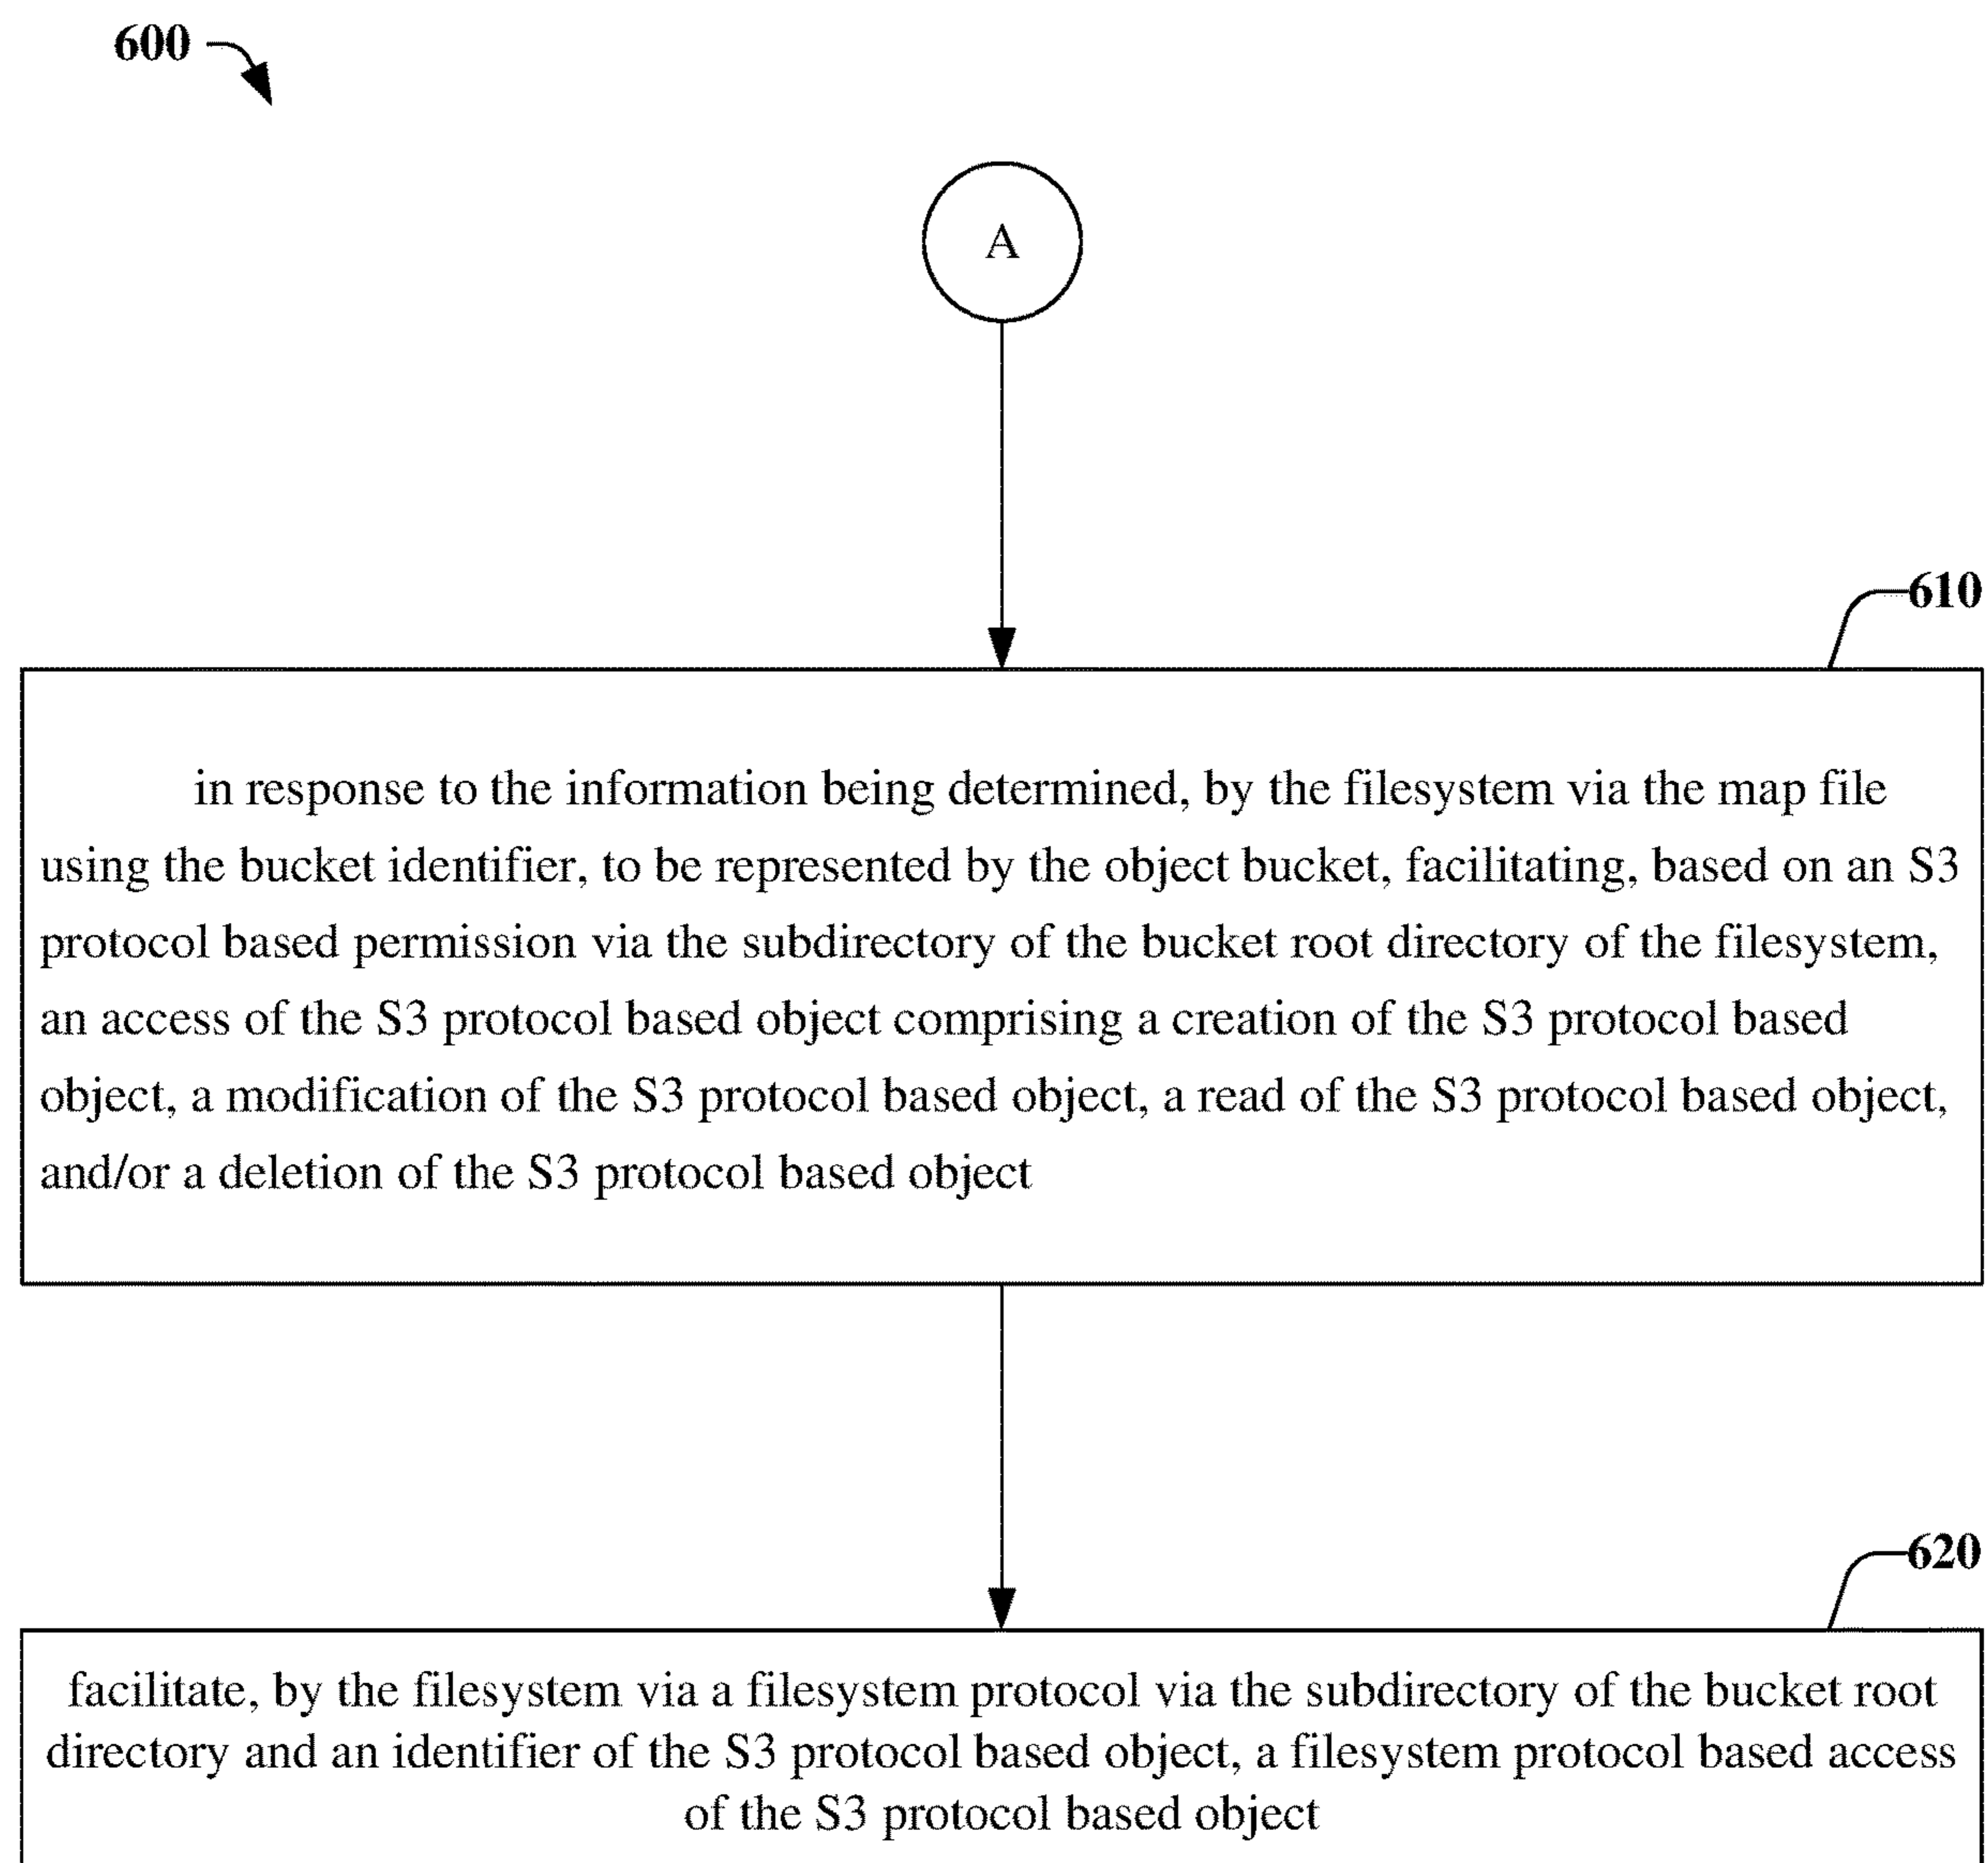 600
A
610
in response to the information being determined, by the filesystem via the map file
using the bucket identifier, to be represented by the object bucket, facilitating, based on an S3
protocol based permission via the subdirectory of the bucket root directory of the filesystem,
an access of the S3 protocol based object comprising a creation of the S3 protocol based
object, a modification of the S3 protocol based object, a read of the S3 protocol based object,
and/or a deletion of the S3 protocol based object
620
facilitate, by the filesystem via a filesystem protocol via the subdirectory of the bucket root
directory and an identifier of the S3 protocol based object, a filesystem protocol based access
of the S3 protocol based object